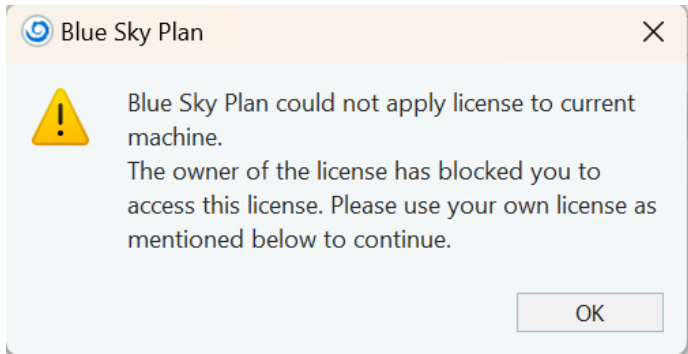 Blue Sky Plan
Blue Sky Plan could not apply license to current
machine.
The owner of the license has blocked you to
access this license. Please use your own license as
mentioned below to continue.
OK